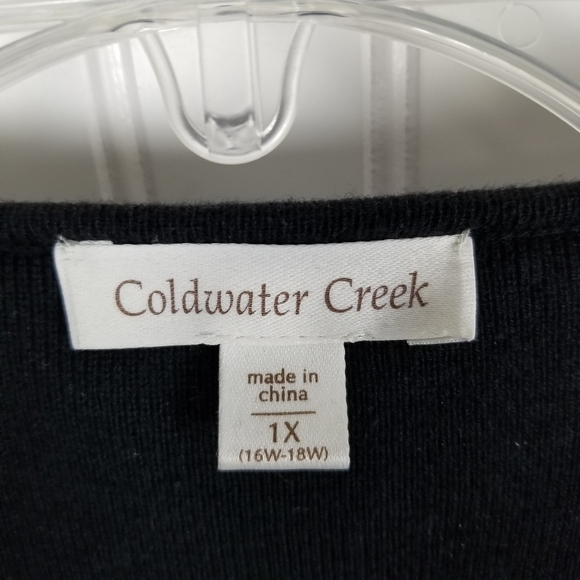 Coldwater Creek
made in
china
1X
(16W-18W)